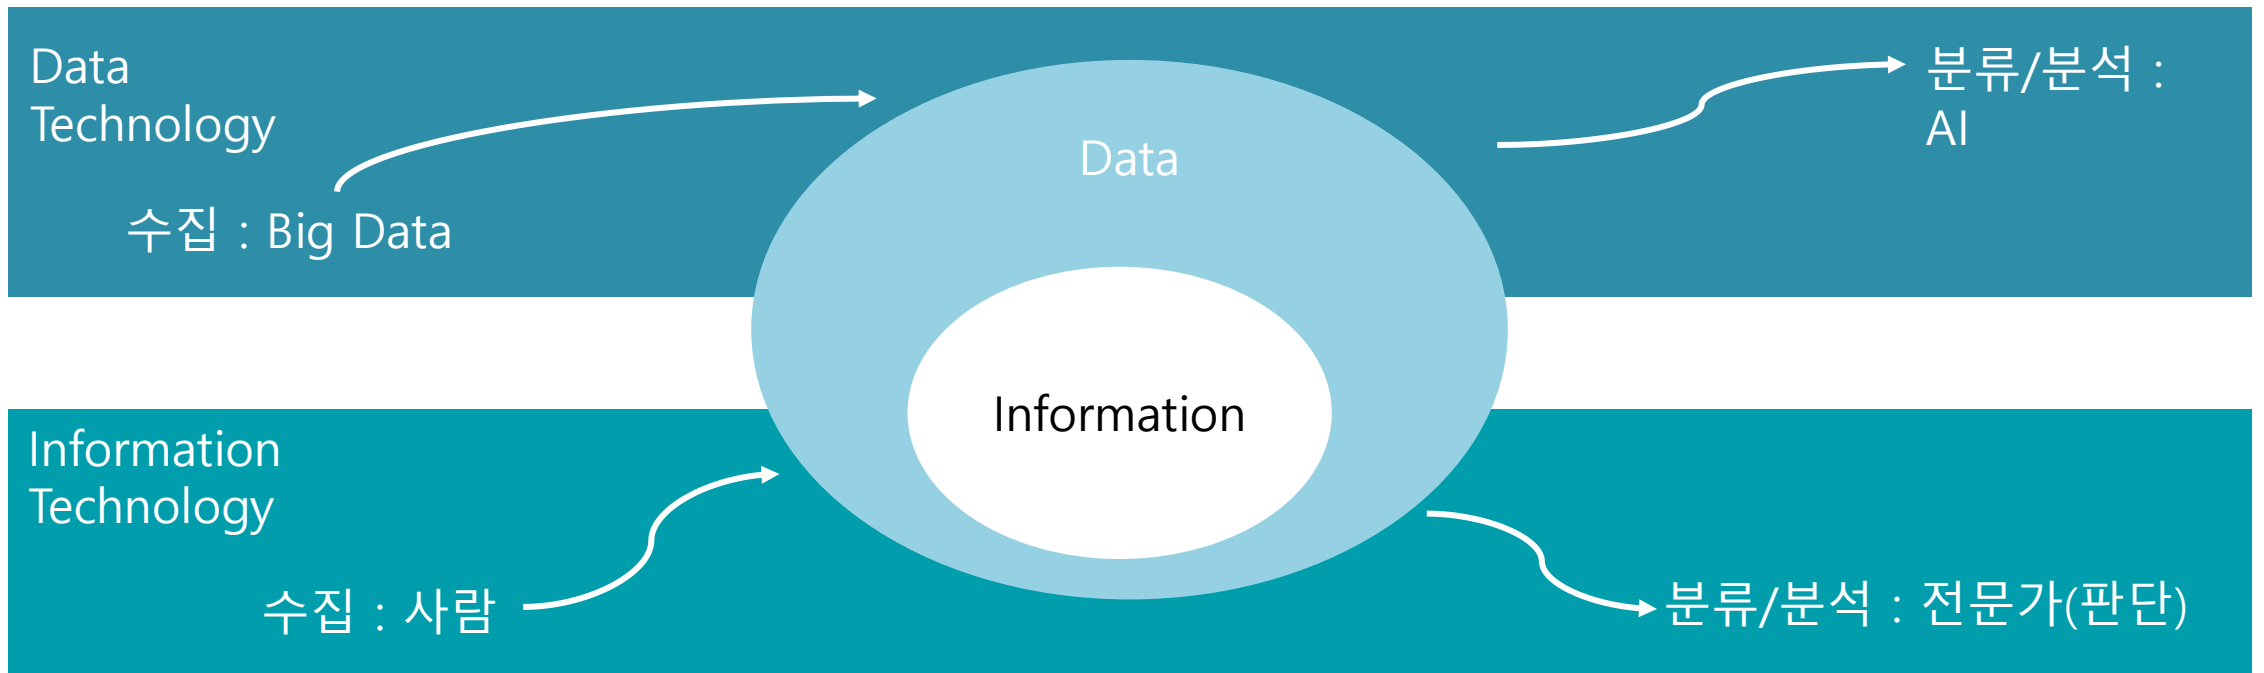 Data
Technology
수집 : Big Data
Data
분류/분석 :
AI
Information
Information
Technology
수집 : 사람
분류/분석 : 전문가(판단)